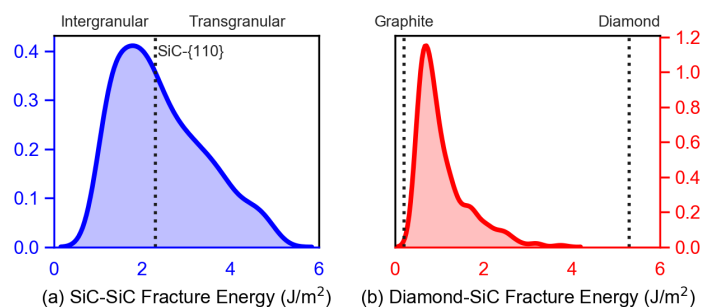 Intergranular Transgranular
SiC-{110}
0.4
0.3
0.2
0.1
0.0
0 2 4 6
(a) SiC-SiC Fracture Energy (J/m²)
Graphite Diamond
1.2
1.0
0.8
0.6
0.4
0.2
0.0
0 2 4 6
(b) Diamond-SiC Fracture Energy (J/m²)